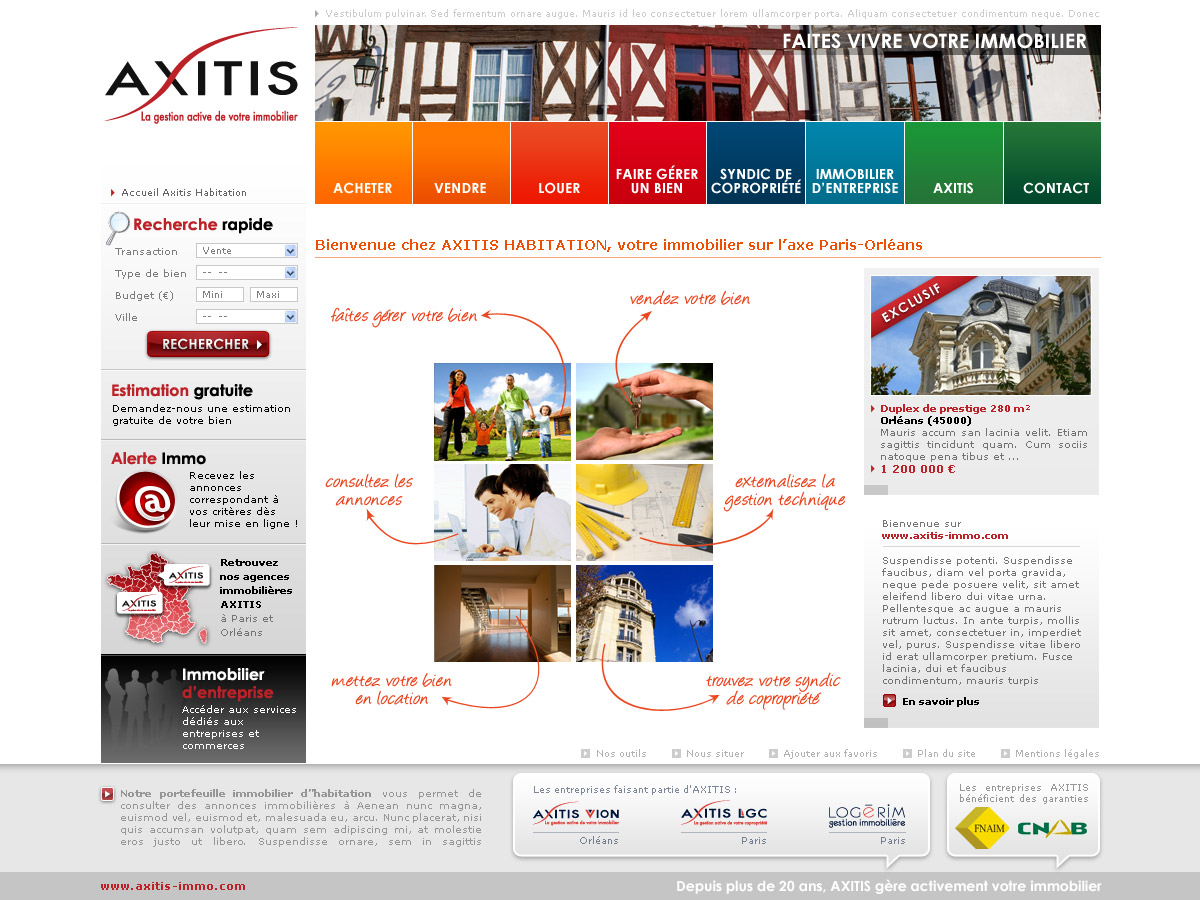 Vestibulum pulvinar. Sed fermentum ornare augue. Mauris id leo consectetuer lorem ullamcorper porta. Aliquam consectetuer condimentum neque. Donec
AXITIS
La gestion active de votre immobilier
FAITES VIVRE VOTRE IMMOBILIER
ACHETER
VENDRE
LOUER
FAIRE GÉRER
UN BIEN
SYNDIC DE
COPROPRIÉTÉ
IMMOBILIER
D'ENTREPRISE
AXITIS
CONTACT
Accueil Axitis Habitation
Recherche rapide
Transaction
Vente
Type de bien
-- --
Budget (€)
Mini
Maxi
Ville
-- --
RECHERCHER
Estimation gratuite
Demandez-nous une estimation
gratuite de votre bien
Alerte Immo
Recevez les
annonces
correspondant à
vos critères dès
leur mise en ligne !
AXITIS
AXITIS
Retrouvez
nos agences
immobilières
AXITIS
à Paris et
Orléans
Immobilier
d'entreprise
Accéder aux services
dédiés aux
entreprises et
commerces
Bienvenue chez AXITIS HABITATION, votre immobilier sur l'axe Paris-Orléans
faîtes gérer votre bien
vendez votre bien
consultez les
annonces
externalisez la
gestion technique
mettez votre bien
en location
trouvez votre syndic
de copropriété
EXCLUSIF
Duplex de prestige 280 m²
Orléans (45000)
Mauris accum san lacinia velit. Etiam
sagittis tincidunt quam. Cum sociis
natoque pena tibus et ...
1 200 000 €
Bienvenue sur
www.axitis-immo.com
Suspendisse potenti. Suspendisse
faucibus, diam vel porta gravida,
neque pede posuere velit, sit amet
eleifend libero dui vitae urna.
Pellentesque ac augue a mauris
rutrum luctus. In ante turpis, mollis
sit amet, consectetuer in, imperdiet
vel, purus. Suspendisse vitae libero
id erat ullamcorper pretium. Fusce
lacinia, dui et faucibus
condimentum, mauris turpis
En savoir plus
Nos outils
Nous situer
Ajouter aux favoris
Plan du site
Mentions légales
Notre portefeuille immobilier d"habitation vous permet de
consulter des annonces immobilières à Aenean nunc magna,
euismod vel, euismod et, malesuada eu, arcu. Nunc placerat, nisi
quis accumsan volutpat, quam sem adipiscing mi, at molestie
eros justo ut libero. Suspendisse ornare, sem in sagittis
Les entreprises faisant partie d'AXITIS :
AXITIS VION
La gestion active de votre immobilier
Orléans
AXITIS LGC
La gestion active de votre copropriété
Paris
LOGERIM
gestion immobilière
Paris
Les entreprises AXITIS
bénéficient des garanties
FNAIM
CNAB
www.axitis-immo.com
Depuis plus de 20 ans, AXITIS gère activement votre immobilier